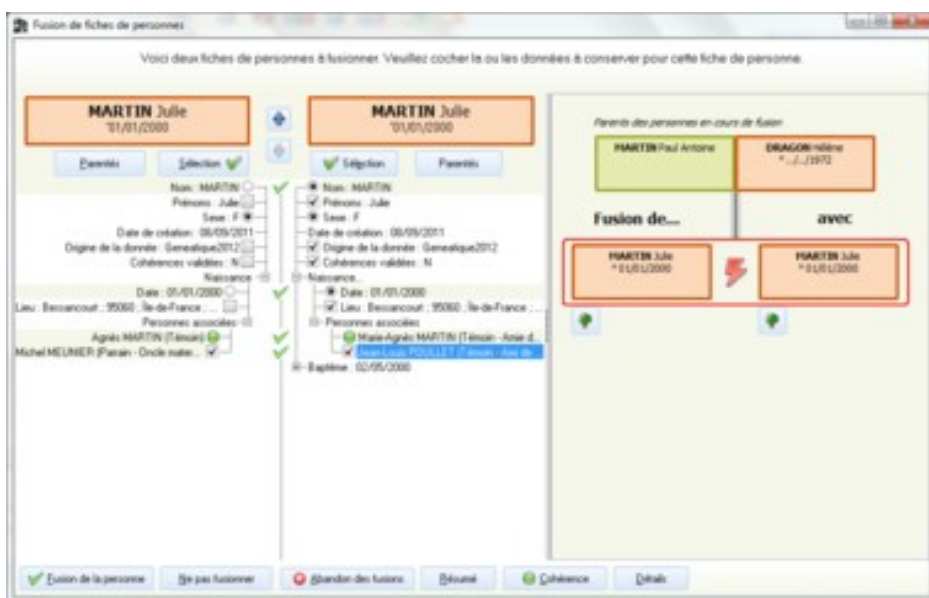 Fusion de fiches de personnes
Voici deux fiches de personnes à fusionner. Veuillez cocher la ou les données à conserver pour cette fiche de personne.
MARTIN Julie
°01/01/2000
MARTIN Julie
°01/01/2000
Parentés
Sélection
Sélection
Parentés
Nom : MARTIN
Prénoms : Julie
Sexe : F
Date de création : 08/09/2011
Origine de la donnée : Geneatique2012
Cohérences validées : N
Naissance
Date : 01/01/2000
Lieu : Bessancourt , 95060 , Île-de-France , ...
Personnes associées
Agnès MARTIN (Témoin)
Michel MEUNIER (Parrain - Oncle mater...
Nom : MARTIN
Prénoms : Julie
Sexe : F
Date de création : 08/09/2011
Origine de la donnée : Geneatique2012
Cohérences validées : N
Naissance...
Date : 01/01/2000
Lieu : Bessancourt , 95060 , Île-de-France , ...
Personnes associées
Marie-Agnès MARTIN (Témoin - Amie d...
Jean-Louis POULLET (Témoin - Ami de...
Baptême : 02/05/2000
Parents des personnes en cours de fusion
MARTIN Paul Antoine
DRAGON Hélène
° ../../1972
Fusion de...
avec
MARTIN Julie
° 01/01/2000
MARTIN Julie
° 01/01/2000
Fusion de la personne
Ne pas fusionner
Abandon des fusions
Résumé
Cohérence
Détails